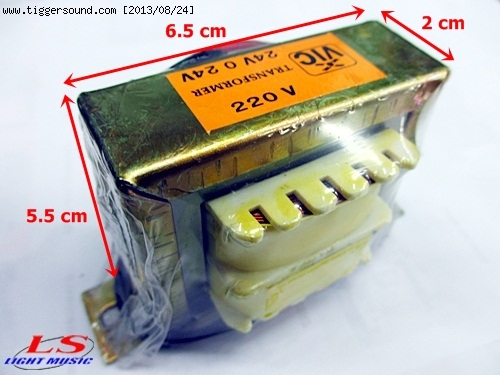 www.tiggersound.com [2013/08/24]
6.5 cm
2 cm
5.5 cm
VIC
TRANSFORMER
24V 0 24V
220 V
LS
LIGHT MUSIC